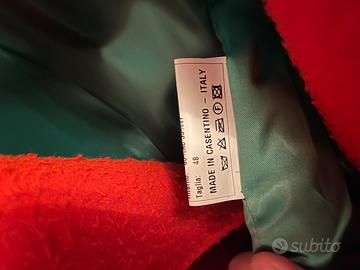 Taglia: 48
MADE IN CASENTINO - ITALY
F
subito